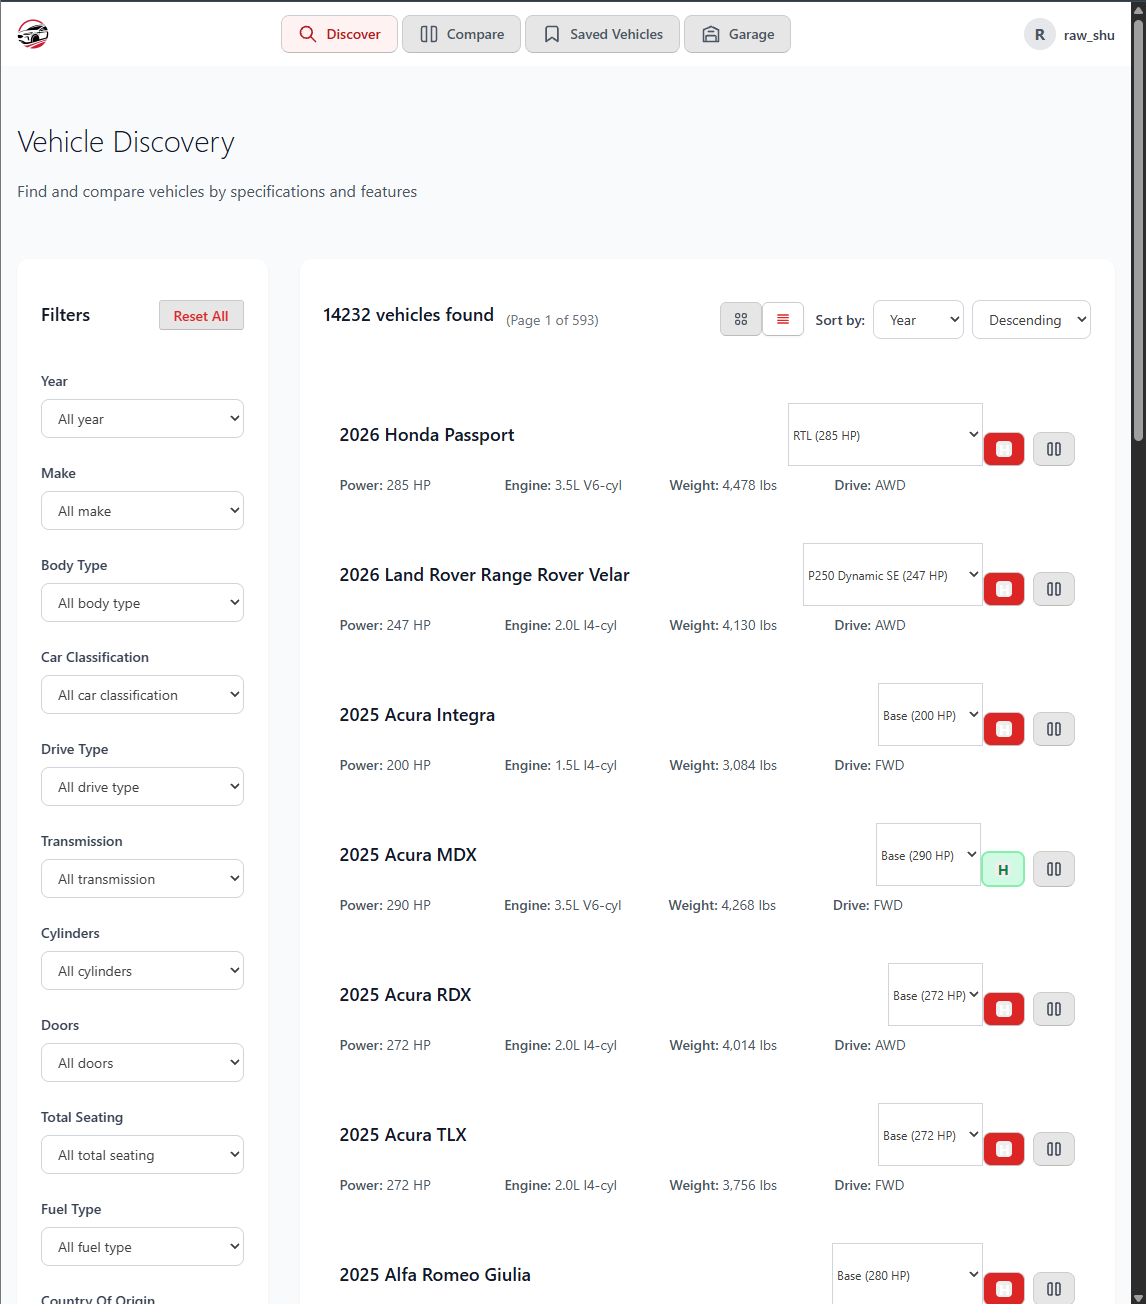 Discover Compare Saved Vehicles Garage R raw_shu
Vehicle Discovery
Find and compare vehicles by specifications and features
Filters Reset All
Year
All year
Make
All make
Body Type
All body type
Car Classification
All car classification
Drive Type
All drive type
Transmission
All transmission
Cylinders
All cylinders
Doors
All doors
Total Seating
All total seating
Fuel Type
All fuel type
Country Of Origin
14232 vehicles found (Page 1 of 593) Sort by: Year Descending
2026 Honda Passport RTL (285 HP) H
Power: 285 HP Engine: 3.5L V6-cyl Weight: 4,478 lbs Drive: AWD
2026 Land Rover Range Rover Velar P250 Dynamic SE (247 HP) H
Power: 247 HP Engine: 2.0L I4-cyl Weight: 4,130 lbs Drive: AWD
2025 Acura Integra Base (200 HP) H
Power: 200 HP Engine: 1.5L I4-cyl Weight: 3,084 lbs Drive: FWD
2025 Acura MDX Base (290 HP) H
Power: 290 HP Engine: 3.5L V6-cyl Weight: 4,268 lbs Drive: FWD
2025 Acura RDX Base (272 HP) H
Power: 272 HP Engine: 2.0L I4-cyl Weight: 4,014 lbs Drive: AWD
2025 Acura TLX Base (272 HP) H
Power: 272 HP Engine: 2.0L I4-cyl Weight: 3,756 lbs Drive: FWD
2025 Alfa Romeo Giulia Base (280 HP) H